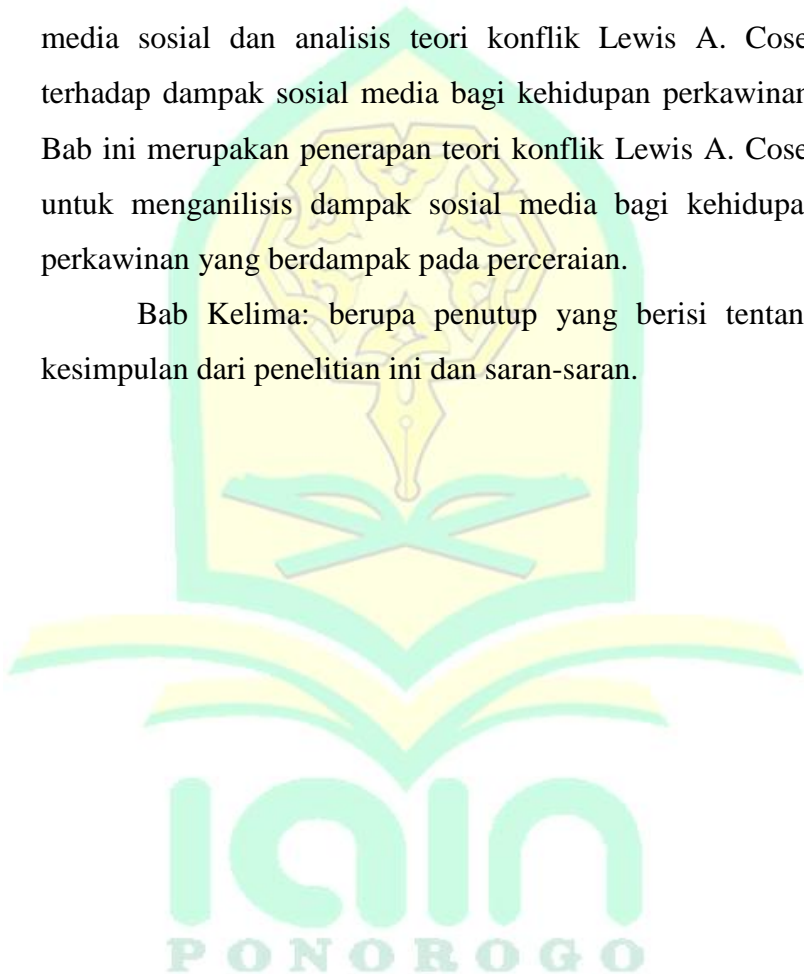 media sosial dan analisis teori konflik Lewis A. Cose
terhadap dampak sosial media bagi kehidupan perkawinan
Bab ini merupakan penerapan teori konflik Lewis A. Cose
untuk menganilisis dampak sosial media bagi kehidupa
perkawinan yang berdampak pada perceraian.
Bab Kelima: berupa penutup yang berisi tentan
kesimpulan dari penelitian ini dan saran-saran.
IAIN
PONOROGO